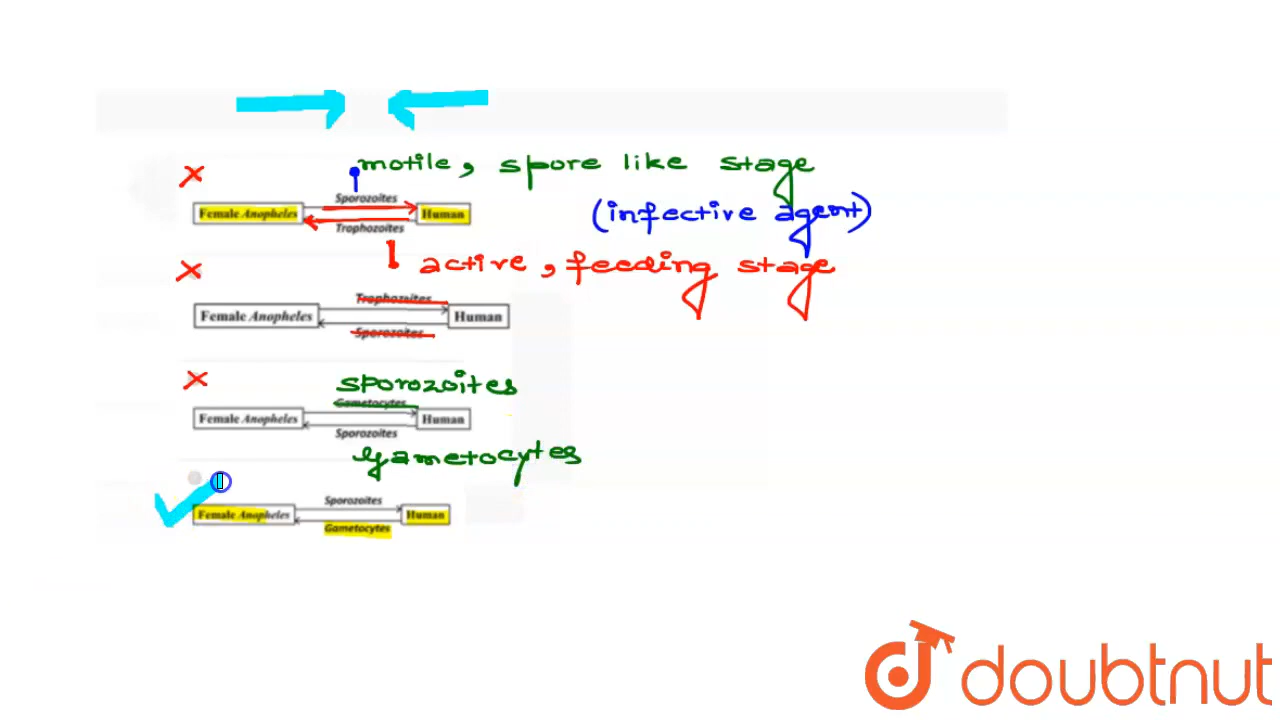 motile, spore like stage
Sporozoites
Female Anopheles Human
(infective agent)
Trophozoites
active, feeding stage
Trophozoites
Female Anopheles Human
Sporozoites
sporozoites
Gametocytes
Female Anopheles Human
Sporozoites
gametocytes
Sporozoites
Female Anopheles Human
Gametocytes
doubtnut